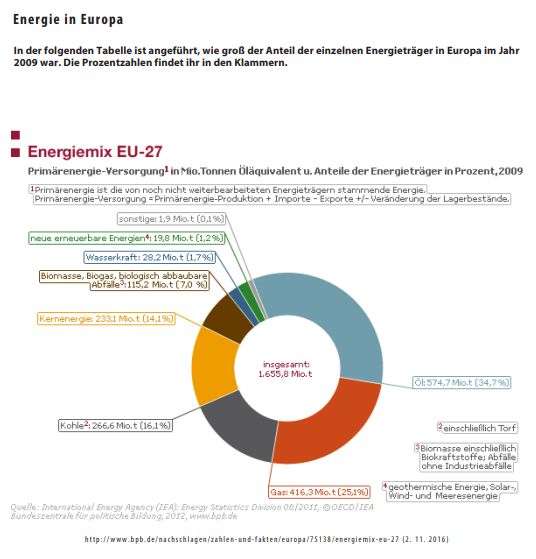 Energie in Europa
In der folgenden Tabelle ist angeführt, wie groß der Anteil der einzelnen Energieträger in Europa im Jahr
2009 war. Die Prozentzahlen findet ihr in den Klammern.
Energiemix EU-27
Primärenergie-Versorgung¹ in Mio.Tonnen Öläquivalent u. Anteile der Energieträger in Prozent, 2009
¹Primärenergie ist die von noch nicht weiterbearbeiteten Energieträgern stammende Energie.
Primärenergie-Versorgung = Primärenergie-Produktion + Importe − Exporte +/− Veränderung der Lagerbestände.
sonstige: 1,9 Mio.t (0,1%)
neue erneuerbare Energien⁴: 19,8 Mio.t (1,2%)
Wasserkraft: 28,2 Mio.t (1,7%)
Biomasse, Biogas, biologisch abbaubare
Abfälle³: 115,2 Mio.t (7,0 %)
Kernenergie: 233,1 Mio.t (14,1%)
insgesamt:
1.655,8 Mio.t
Öl: 574,7 Mio.t (34,7%)
Kohle²: 266,6 Mio.t (16,1%)
²einschließlich Torf
³Biomasse einschließlich
Biokraftstoffe; Abfälle
ohne Industrieabfälle
⁴geothermische Energie, Solar-,
Wind- und Meeresenergie
Gas: 416,3 Mio.t (25,1%)
Quelle: International Energy Agency (IEA): Energy Statistics Division 08/2011, ©OECD/IEA
Bundeszentrale für politische Bildung, 2012, www.bpb.de
http://www.bpb.de/nachschlagen/zahlen-und-fakten/europa/75138/energiemix-eu-27 (2. 11. 2016)